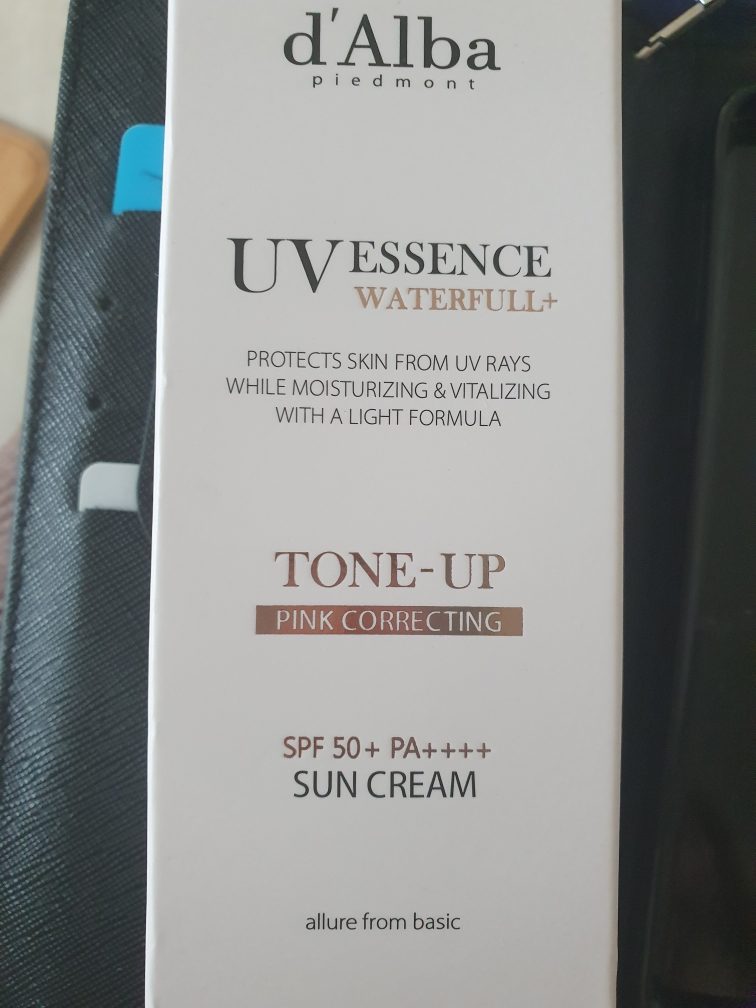 d'Alba
piedmont
UV ESSENCE
WATERFULL+
PROTECTS SKIN FROM UV RAYS
WHILE MOISTURIZING & VITALIZING
WITH A LIGHT FORMULA
TONE-UP
PINK CORRECTING
SPF 50+ PA++++
SUN CREAM
allure from basic